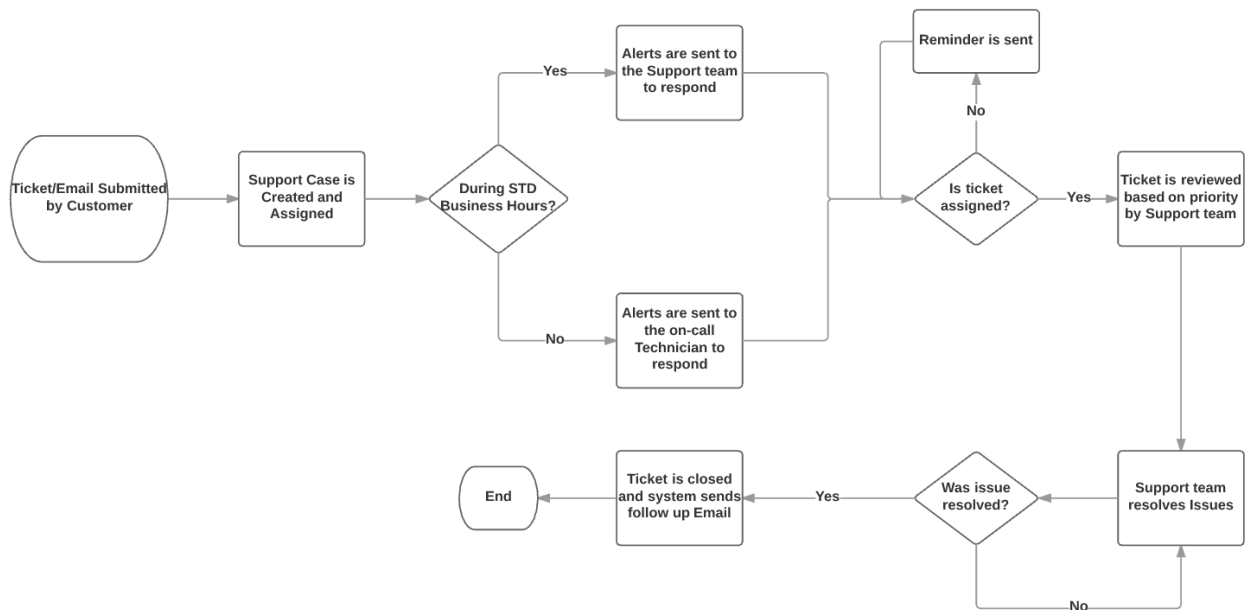 Ticket/Email Submitted
by Customer
Support Case is
Created and
Assigned
During STD
Business Hours?
Yes
Alerts are sent to
the Support team
to respond
No
Alerts are sent to
the on-call
Technician to
respond
Is ticket
assigned?
No
Reminder is sent
Yes
Ticket is reviewed
based on priority
by Support team
Support team
resolves Issues
Was issue
resolved?
No
Yes
Ticket is closed
and system sends
follow up Email
End